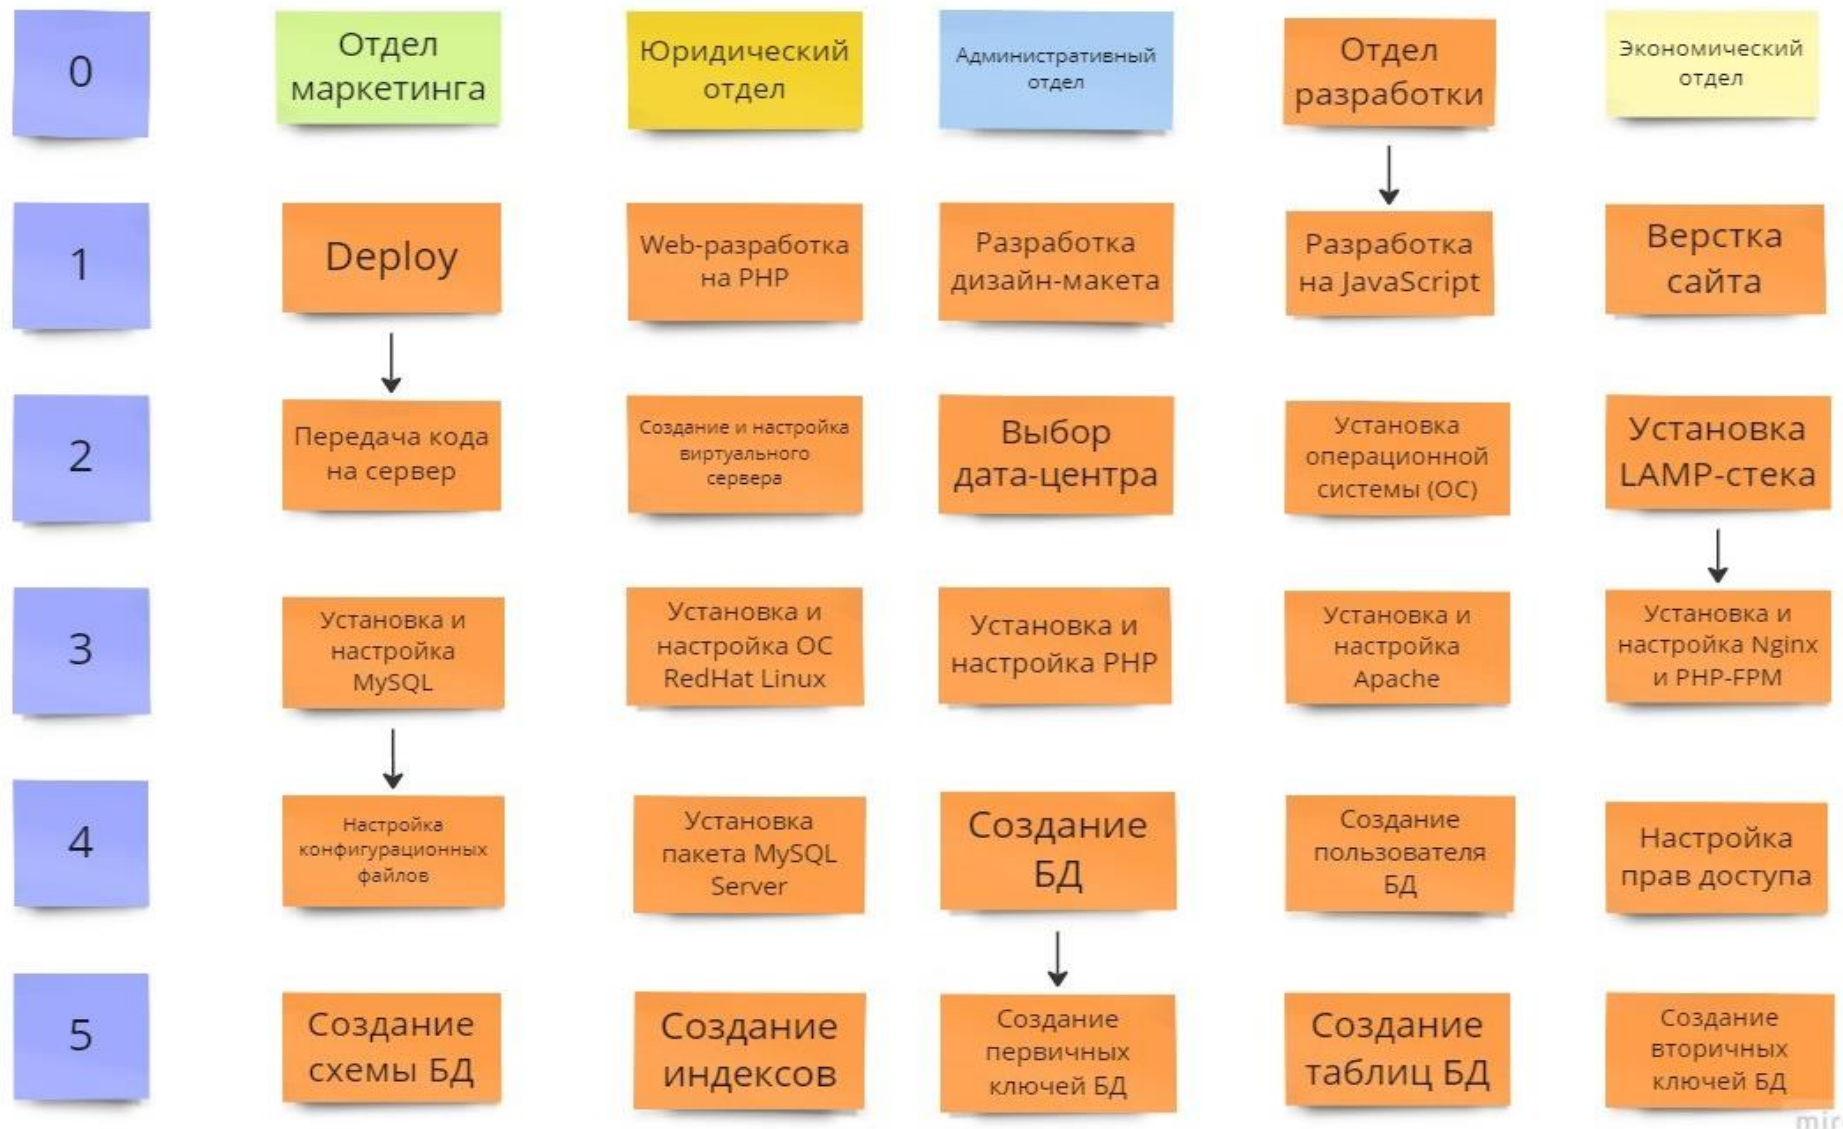 0
Отдел
маркетинга
Юридический
отдел
Административный
отдел
Отдел
разработки
Экономический
отдел
1
Deploy
Web-разработка
на PHP
Разработка
дизайн-макета
Разработка
на JavaScript
Верстка
сайта
2
Передача кода
на сервер
Создание и настройка
виртуального
сервера
Выбор
дата-центра
Установка
операционной
системы (ОС)
Установка
LAMP-стека
3
Установка и
настройка
MySQL
Установка и
настройка ОС
RedHat Linux
Установка и
настройка PHP
Установка и
настройка
Apache
Установка и
настройка Nginx
и PHP-FPM
4
Настройка
конфигурационных
файлов
Установка
пакета MySQL
Server
Создание
БД
Создание
пользователя
БД
Настройка
прав доступа
5
Создание
схемы БД
Создание
индексов
Создание
первичных
ключей БД
Создание
таблиц БД
Создание
вторичных
ключей БД